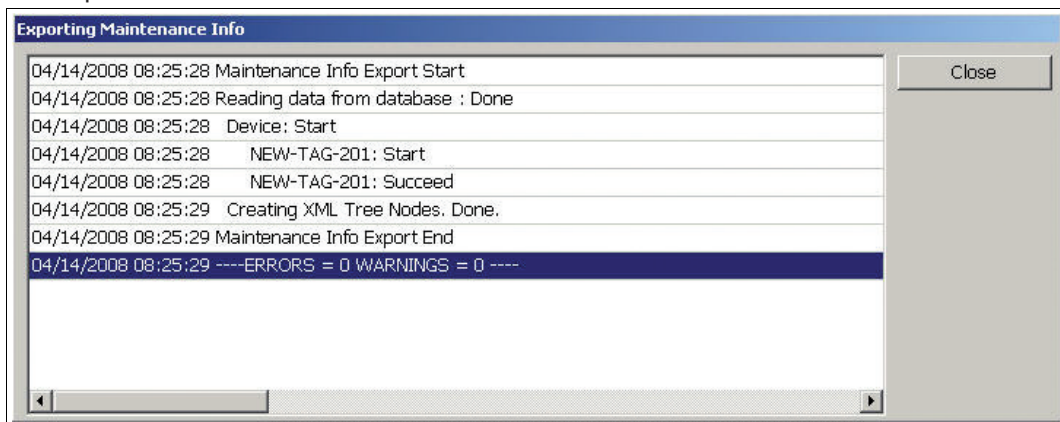 Exporting Maintenance Info
04/14/2008 08:25:28 Maintenance Info Export Start
Close
04/14/2008 08:25:28 Reading data from database : Done
04/14/2008 08:25:28 Device: Start
04/14/2008 08:25:28 NEW-TAG-201: Start
04/14/2008 08:25:28 NEW-TAG-201: Succeed
04/14/2008 08:25:29 Creating XML Tree Nodes. Done.
04/14/2008 08:25:29 Maintenance Info Export End
04/14/2008 08:25:29 ----ERRORS = 0 WARNINGS = 0 ----